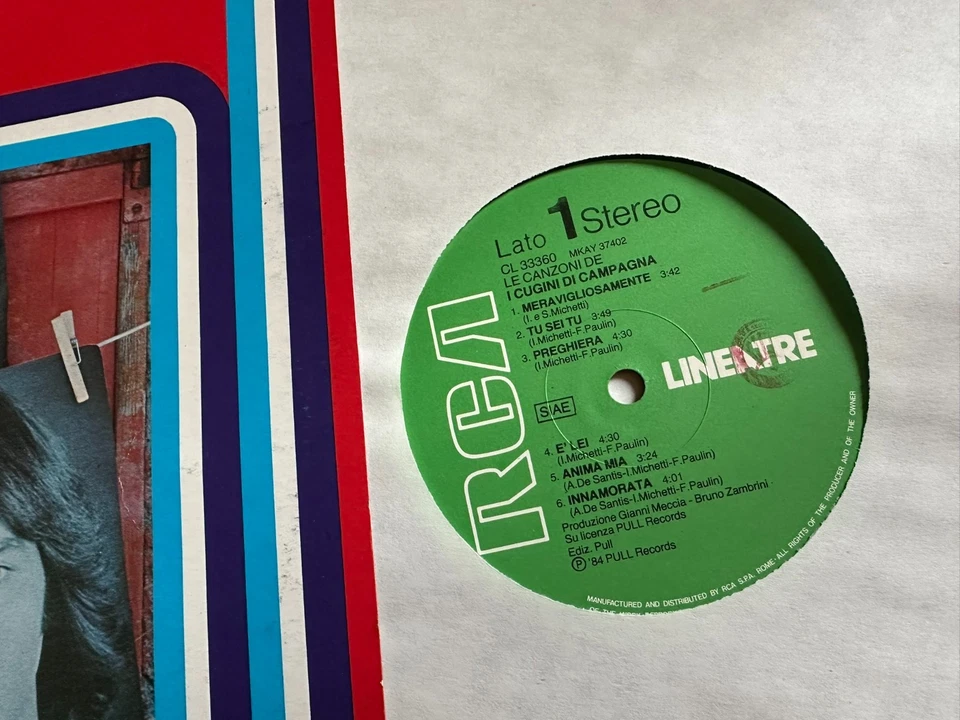 Lato 1 Stereo
CL 33360 MKAY 37402
LE CANZONI DE
I CUGINI DI CAMPAGNA
1. MERAVIGLIOSAMENTE 3:42
(I. e S.Michetti)
2. TU SEI TU 3:49
(I.Michetti-F.Paulin)
3. PREGHIERA 4:30
(I.Michetti-F.Paulin)
RCA
LINEATRE
SIAE
4. E' LEI 4:30
(I.Michetti-F.Paulin)
5. ANIMA MIA 3:24
(A.De Santis-I.Michetti-F.Paulin)
6. INNAMORATA 4:01
(A.De Santis-I.Michetti-F.Paulin)
Produzione Gianni Meccia - Bruno Zambrini
Su licenza PULL Records
Ediz. Pull
Ⓟ '84 PULL Records
MANUFACTURED AND DISTRIBUTED BY RCA S.P.A. ROME-ALL RIGHTS OF THE PRODUCER AND OF THE OWNER
OF THE